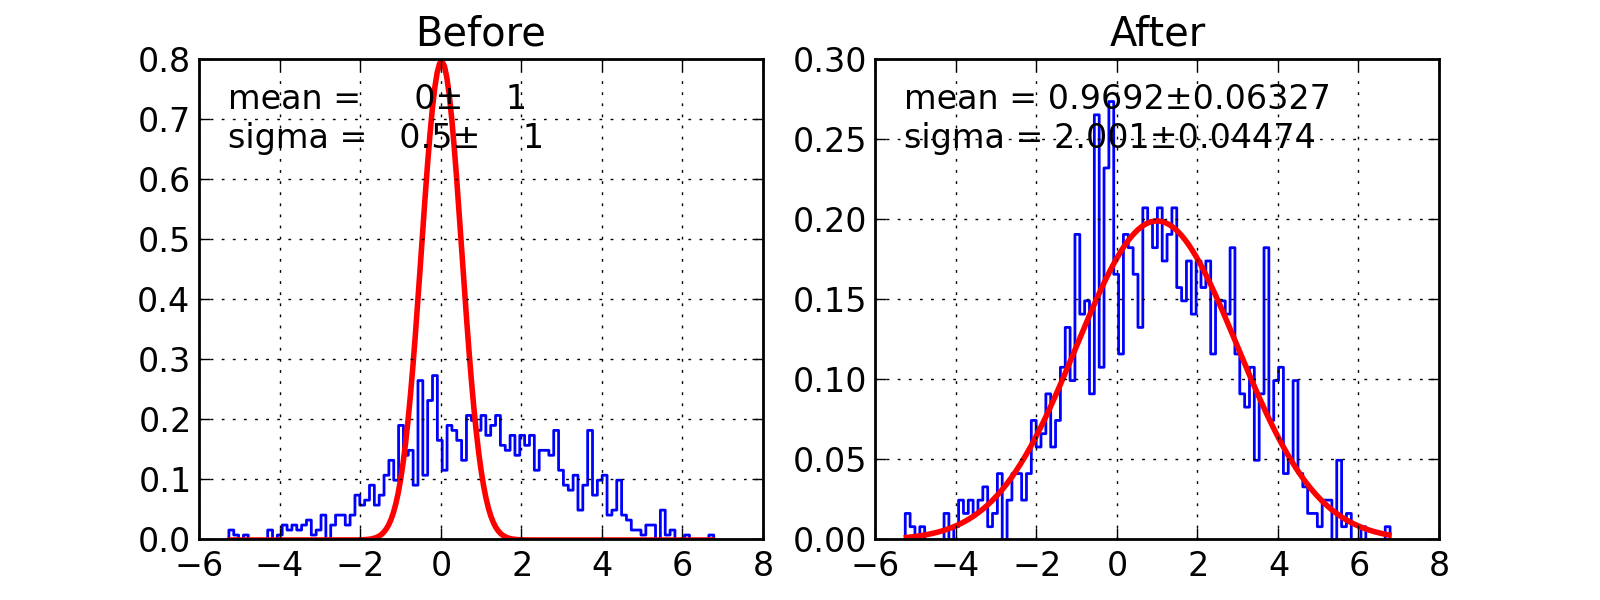 Before
mean = 0± 1
sigma = 0.5± 1
0.8
0.7
0.6
0.5
0.4
0.3
0.2
0.1
0.0
−6 −4 −2 0 2 4 6 8
After
mean = 0.9692±0.06327
sigma = 2.001±0.04474
0.30
0.25
0.20
0.15
0.10
0.05
0.00
−6 −4 −2 0 2 4 6 8